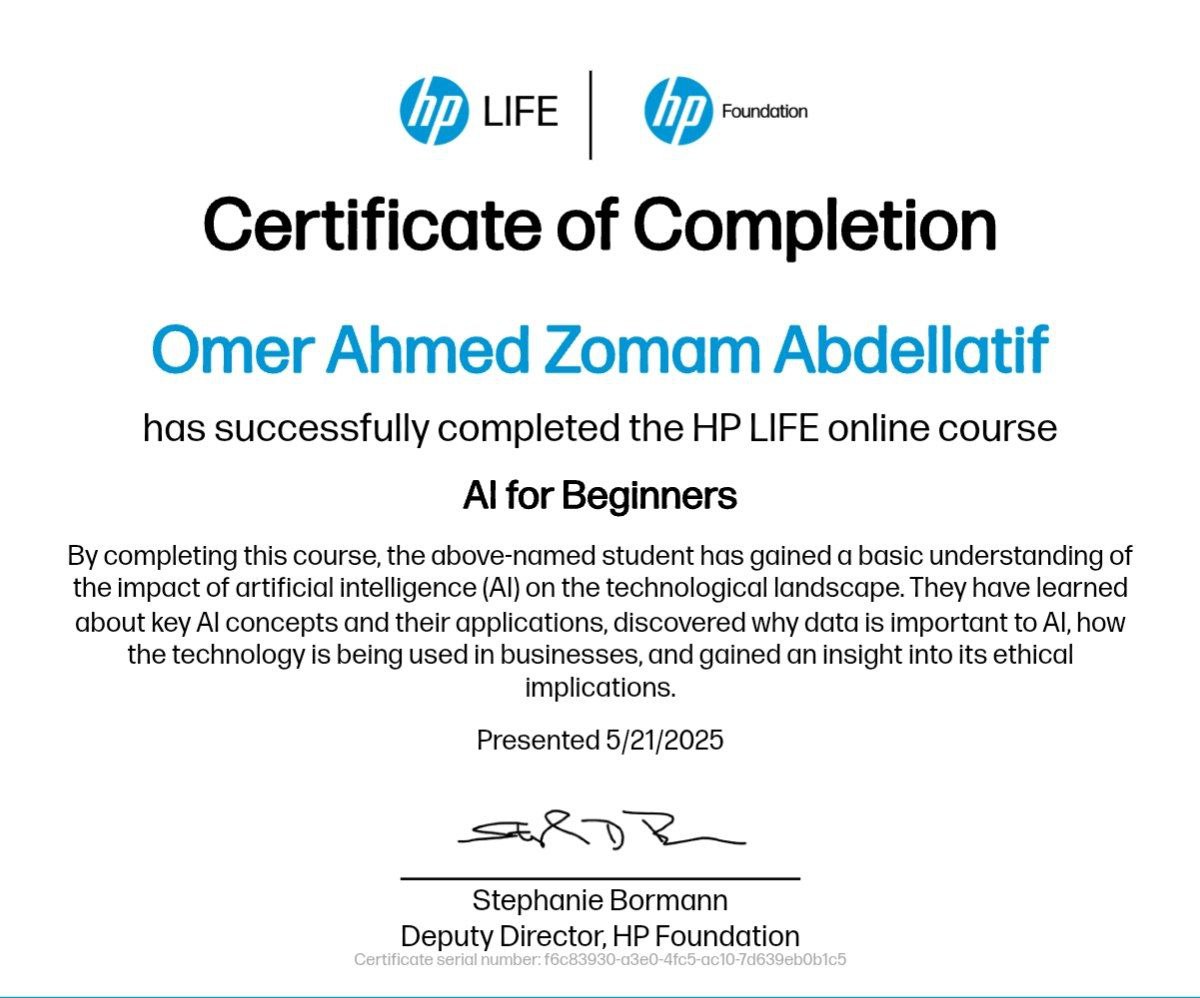 hp LIFE
hp Foundation
Certificate of Completion
Omer Ahmed Zomam Abdellatif
has successfully completed the HP LIFE online course
AI for Beginners
By completing this course, the above-named student has gained a basic understanding of
the impact of artificial intelligence (AI) on the technological landscape. They have learned
about key AI concepts and their applications, discovered why data is important to AI, how
the technology is being used in businesses, and gained an insight into its ethical
implications.
Presented 5/21/2025
Stephanie Bormann
Deputy Director, HP Foundation
Certificate serial number: f6c83930-a3e0-4fc5-ac10-7d639eb0b1c5